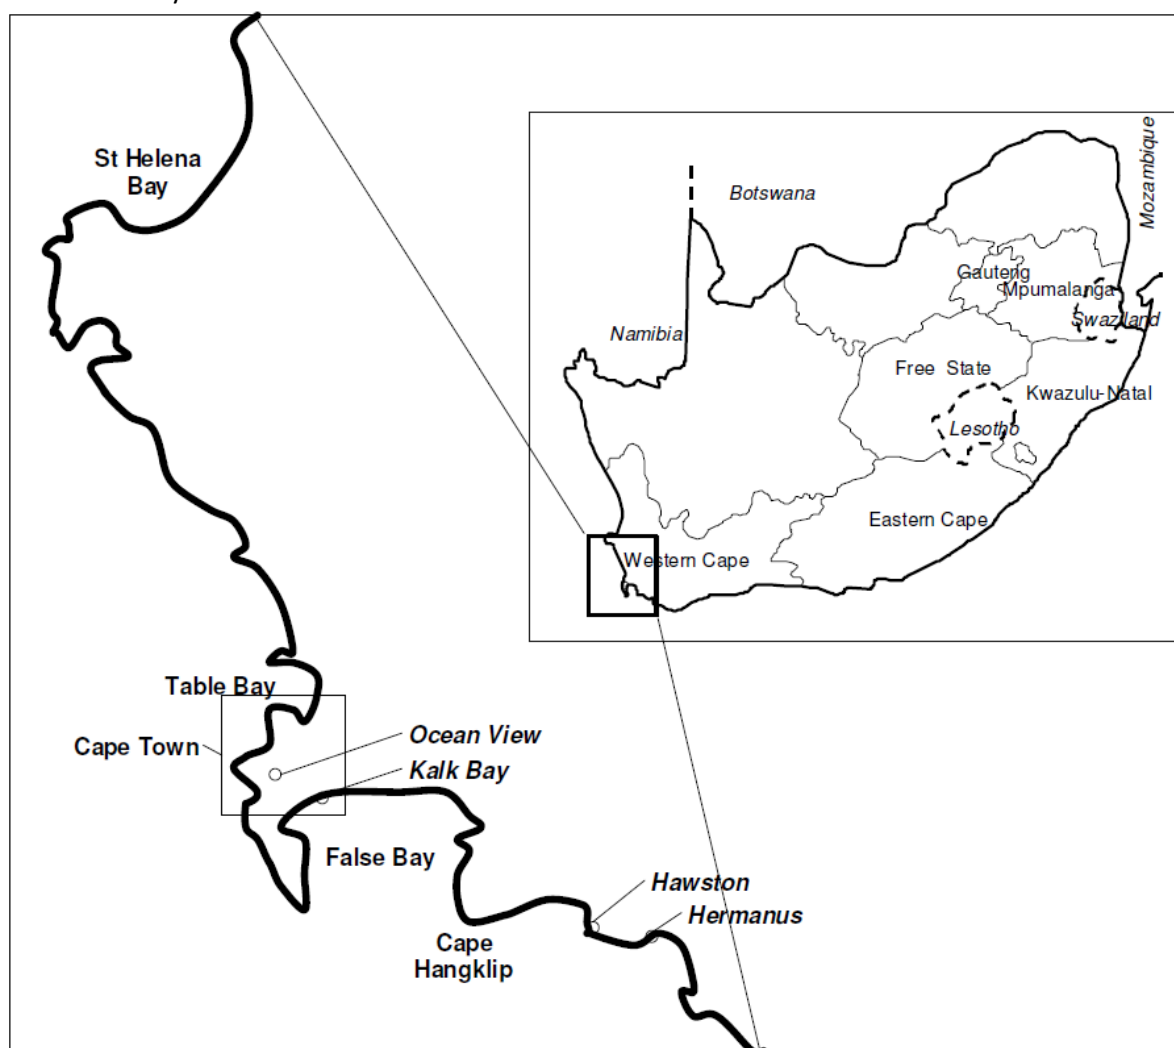 St Helena
Bay
Mozambique
Botswana
Gauteng
Mpumalanga
Swaziland
Namibia
Free State
Kwazulu-Natal
Lesotho
Eastern Cape
Western Cape
Table Bay
Cape Town
Ocean View
Kalk Bay
False Bay
Hawston
Hermanus
Cape
Hangklip